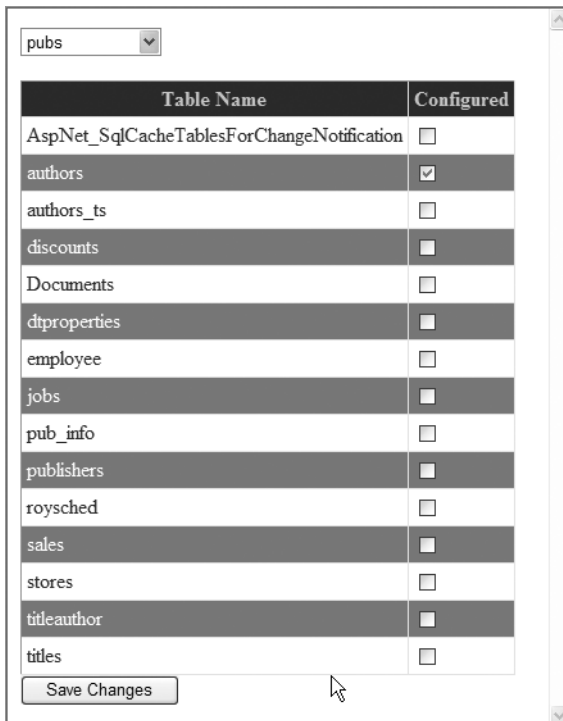 pubs
Table Name Configured
AspNet_SqlCacheTablesForChangeNotification
authors
authors_ts
discounts
Documents
dtproperties
employee
jobs
pub_info
publishers
roysched
sales
stores
titleauthor
titles
Save Changes